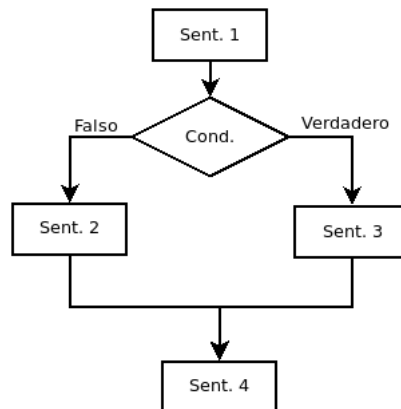 Sent. 1
Falso
Verdadero
Cond.
Sent. 2
Sent. 3
Sent. 4